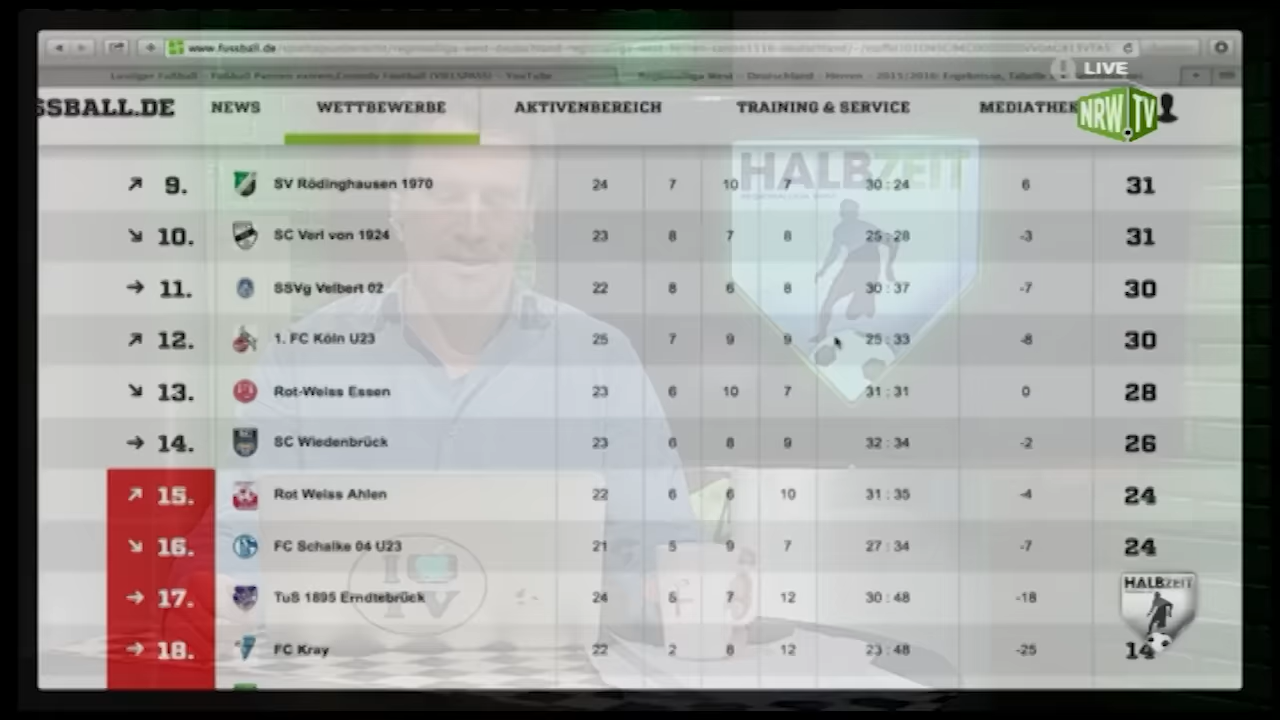 www.fussball.de
LIVE
SSBALL.DE NEWS WETTBEWERBE AKTIVENBEREICH TRAINING & SERVICE MEDIATHEK
NRW.TV
HALBZEIT
9. SV Rödinghausen 1970 24 7 10 7 30:24 6 31
10. SC Verl von 1924 23 8 7 8 25:28 -3 31
11. SSVg Velbert 02 22 8 6 8 30:37 -7 30
12. 1. FC Köln U23 25 7 9 9 25:33 -8 30
13. Rot-Weiss Essen 23 6 10 7 31:31 0 28
14. SC Wiedenbrück 23 6 8 9 32:34 -2 26
15. Rot Weiss Ahlen 22 6 6 10 31:35 -4 24
16. FC Schalke 04 U23 21 5 9 7 27:34 -7 24
17. TuS 1895 Erndtebrück 24 5 7 12 30:48 -18
HALBZEIT
18. FC Kray 22 2 8 12 23:48 -25 14
I
TV